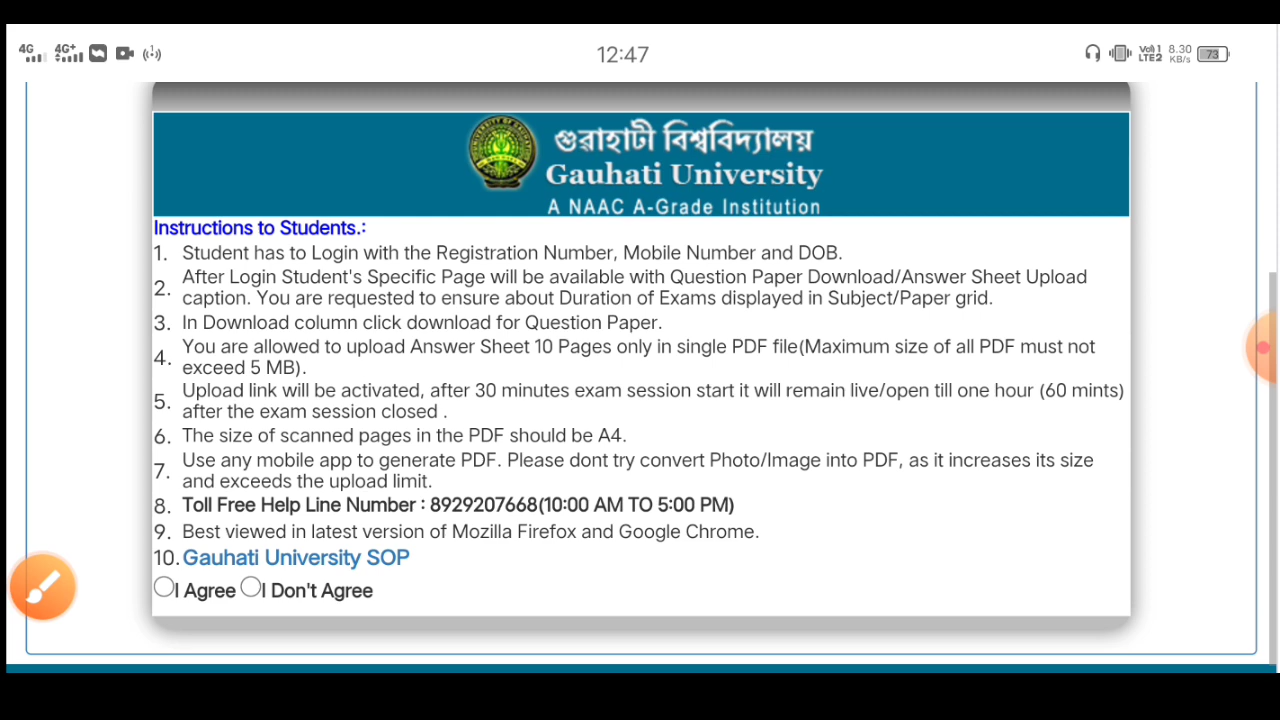 4G 4G+ 12:47 Vo) 1 LTE2 8.30 KB/s 73
গুৱাহাটী বিশ্ববিদ্যালয়
Gauhati University
A NAAC A-Grade Institution
Instructions to Students.:
1. Student has to Login with the Registration Number, Mobile Number and DOB.
2. After Login Student's Specific Page will be available with Question Paper Download/Answer Sheet Upload
caption. You are requested to ensure about Duration of Exams displayed in Subject/Paper grid.
3. In Download column click download for Question Paper.
4. You are allowed to upload Answer Sheet 10 Pages only in single PDF file(Maximum size of all PDF must not
exceed 5 MB).
5. Upload link will be activated, after 30 minutes exam session start it will remain live/open till one hour (60 mints)
after the exam session closed .
6. The size of scanned pages in the PDF should be A4.
7. Use any mobile app to generate PDF. Please dont try convert Photo/Image into PDF, as it increases its size
and exceeds the upload limit.
8. Toll Free Help Line Number : 8929207668(10:00 AM TO 5:00 PM)
9. Best viewed in latest version of Mozilla Firefox and Google Chrome.
10. Gauhati University SOP
I Agree I Don't Agree